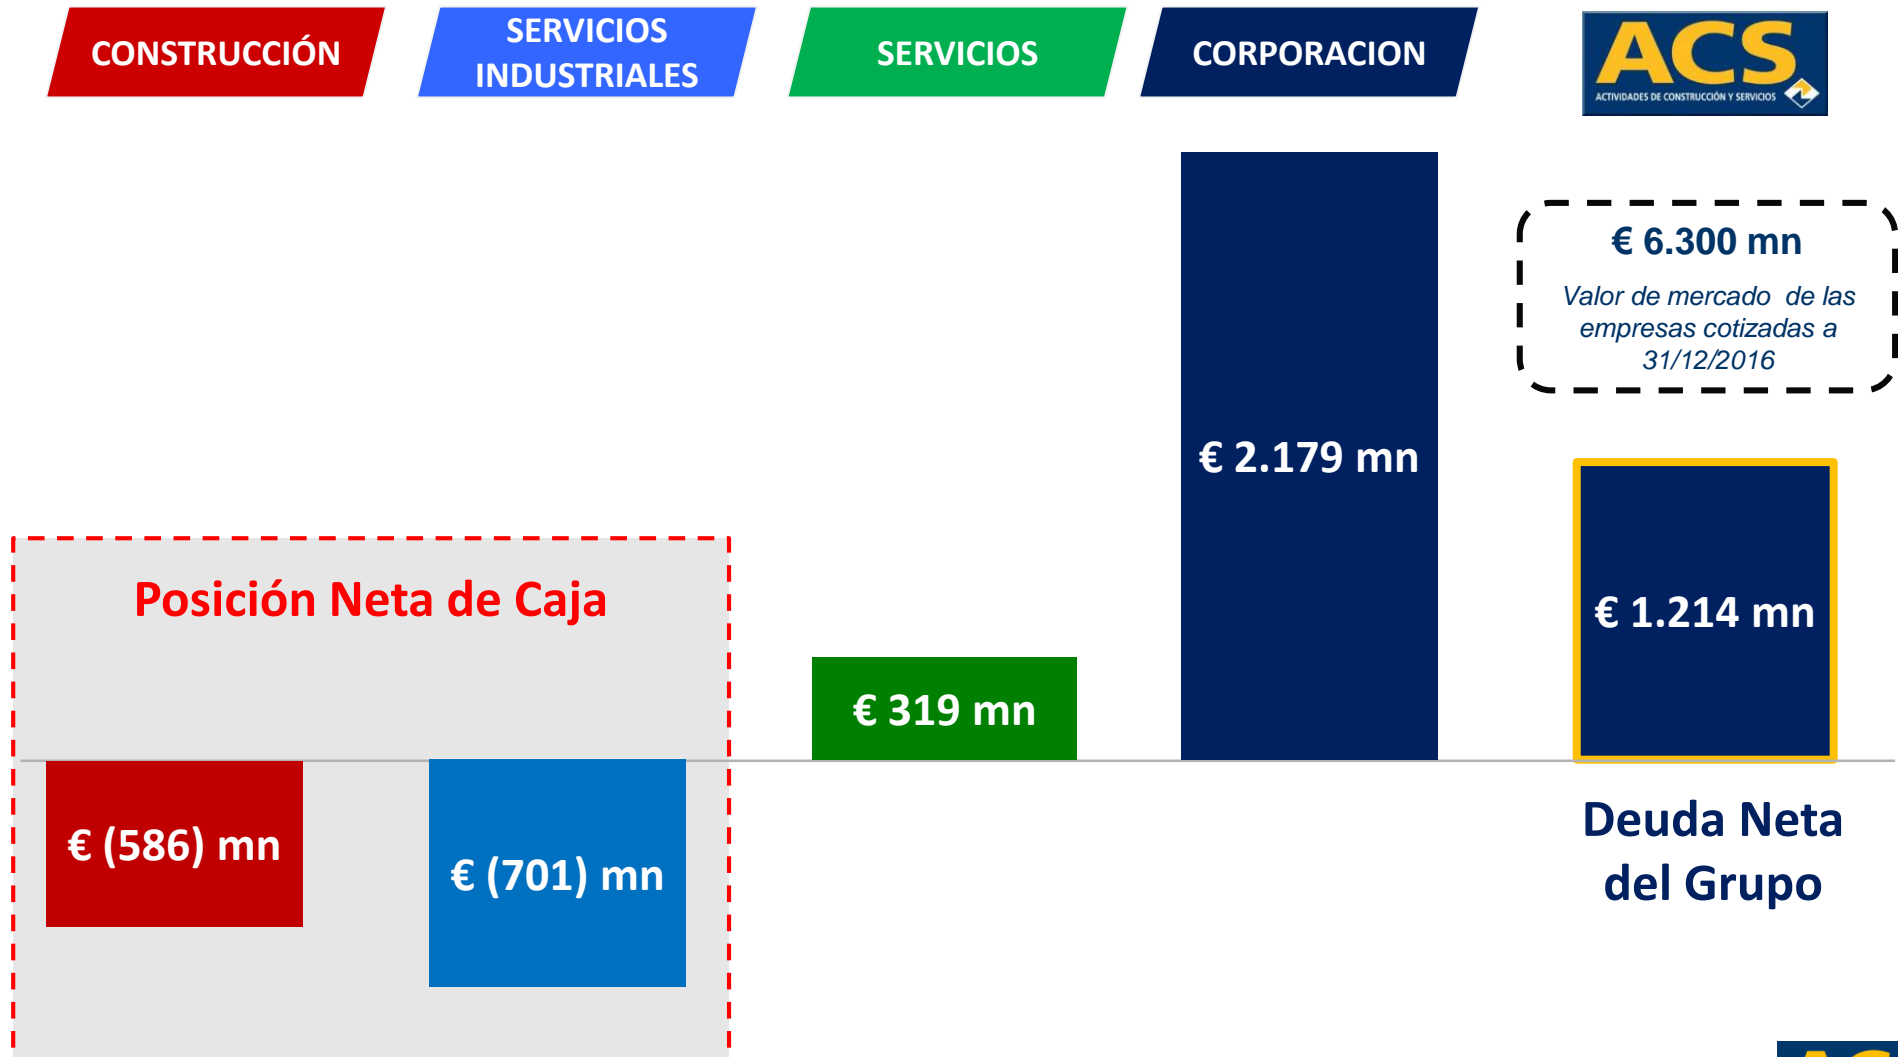 CONSTRUCCIÓN
SERVICIOS
INDUSTRIALES
SERVICIOS
CORPORACION
ACS
ACTIVIDADES DE CONSTRUCCIÓN Y SERVICIOS
€ 6.300 mn
Valor de mercado de las
empresas cotizadas a
31/12/2016
€ 2.179 mn
€ 1.214 mn
Posición Neta de Caja
€ 319 mn
€ (586) mn
€ (701) mn
Deuda Neta
del Grupo